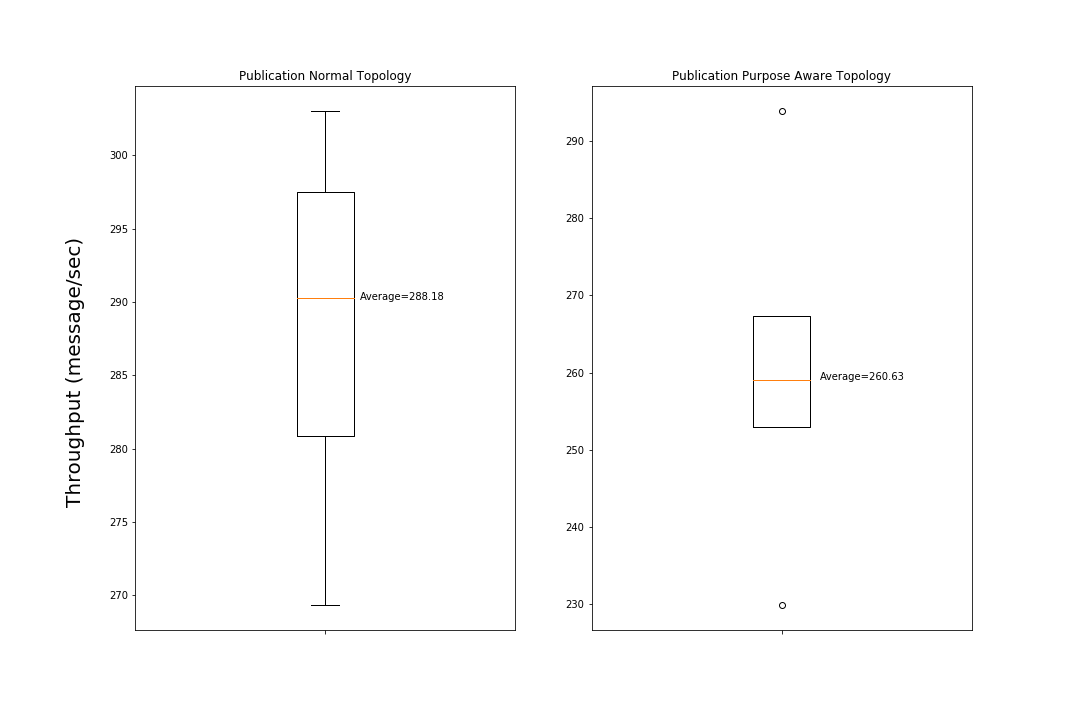 Publication Normal Topology
Throughput (message/sec)
300
295
290
285
280
275
270
Average=288.18
Publication Purpose Aware Topology
290
280
270
260
250
240
230
Average=260.63